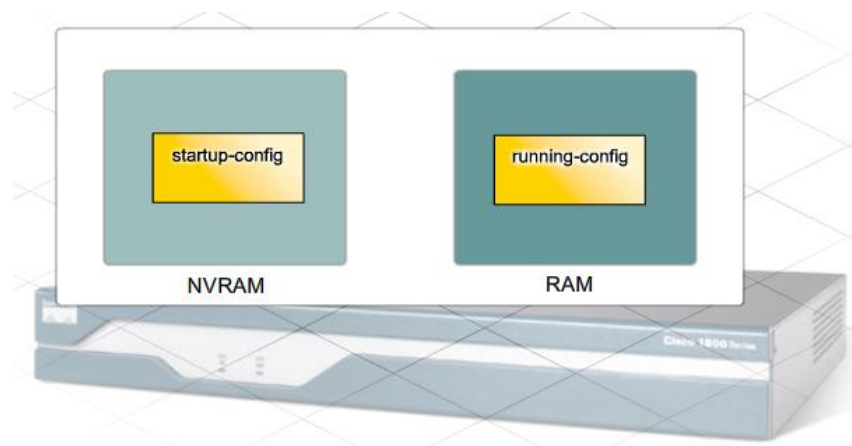 startup-config
running-config
NVRAM
RAM
Cisco 1800 Series